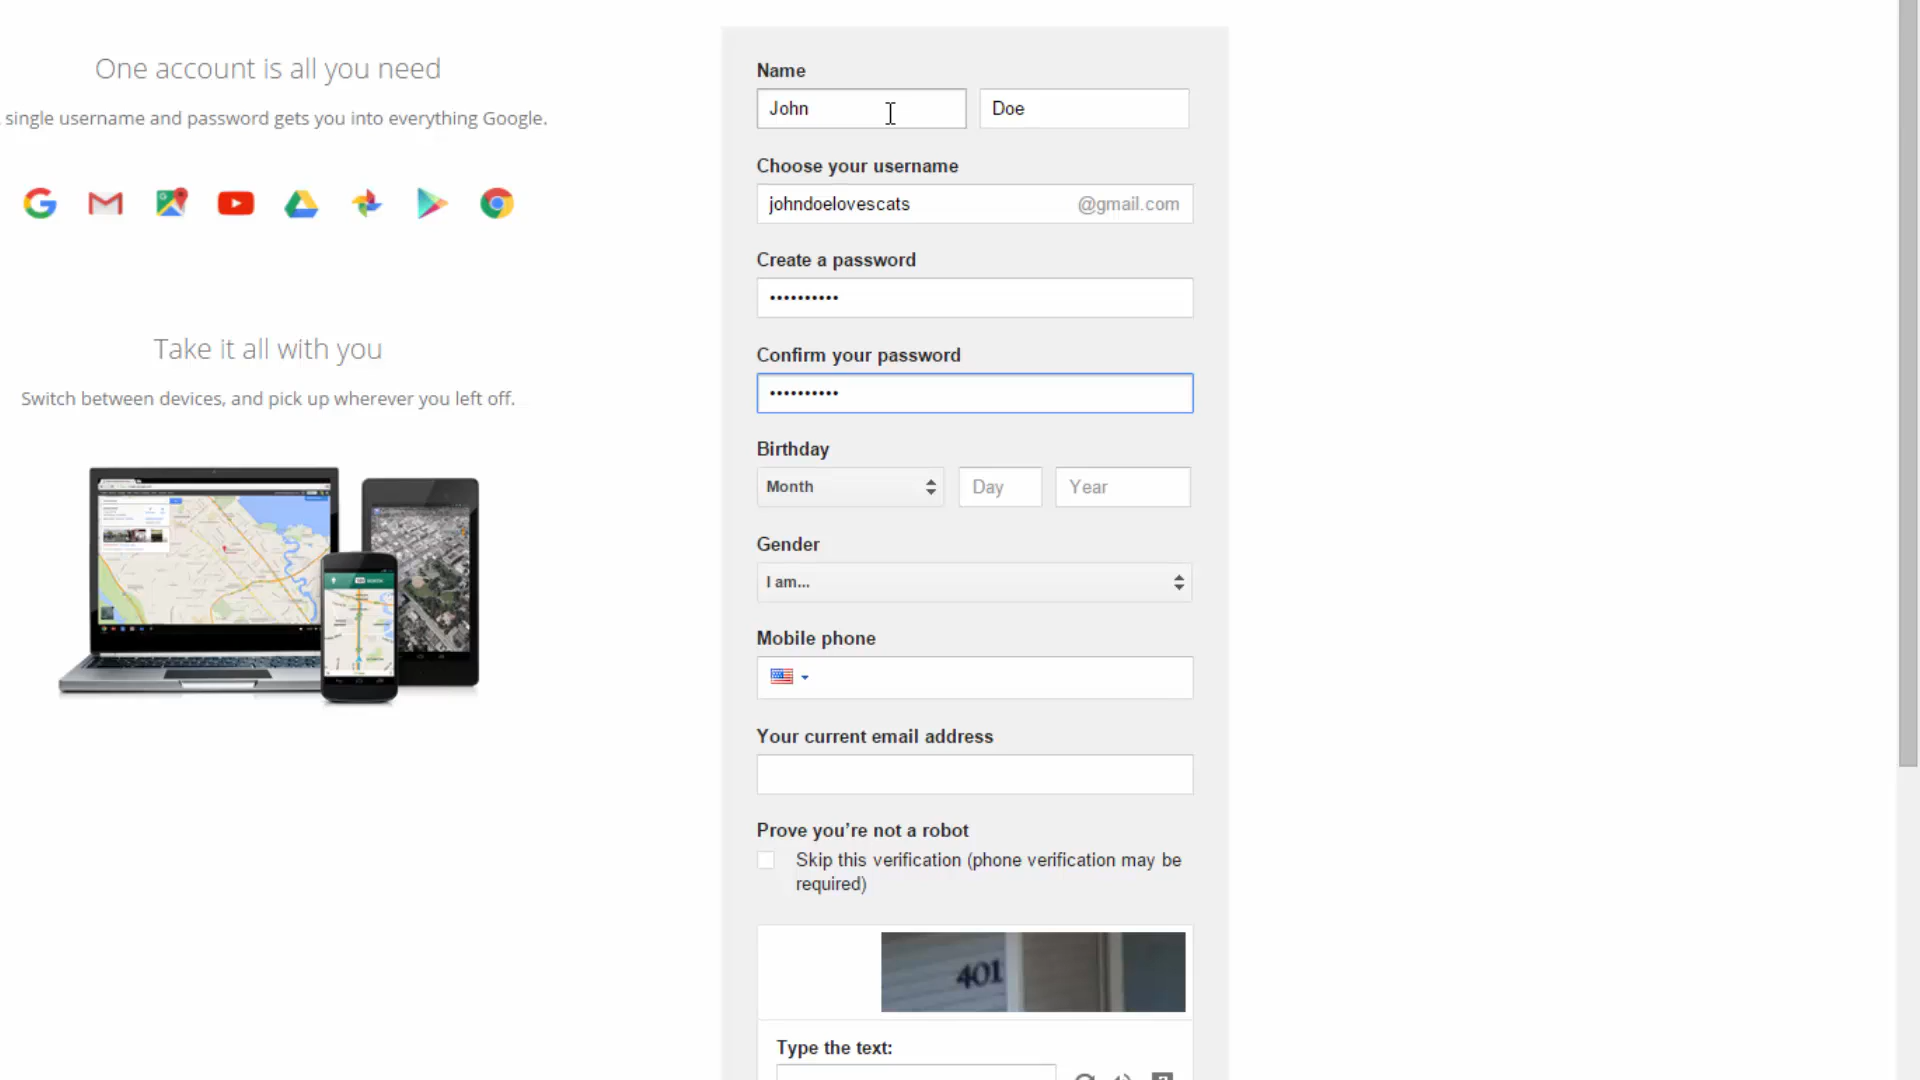 One account is all you need
single username and password gets you into everything Google.
Take it all with you
Switch between devices, and pick up wherever you left off.
Name
John
Doe
Choose your username
johndoelovescats
@gmail.com
Create a password
••••••••••
Confirm your password
••••••••••
Birthday
Month
Day
Year
Gender
I am...
Mobile phone
Your current email address
Prove you’re not a robot
Skip this verification (phone verification may be
required)
401
Type the text: